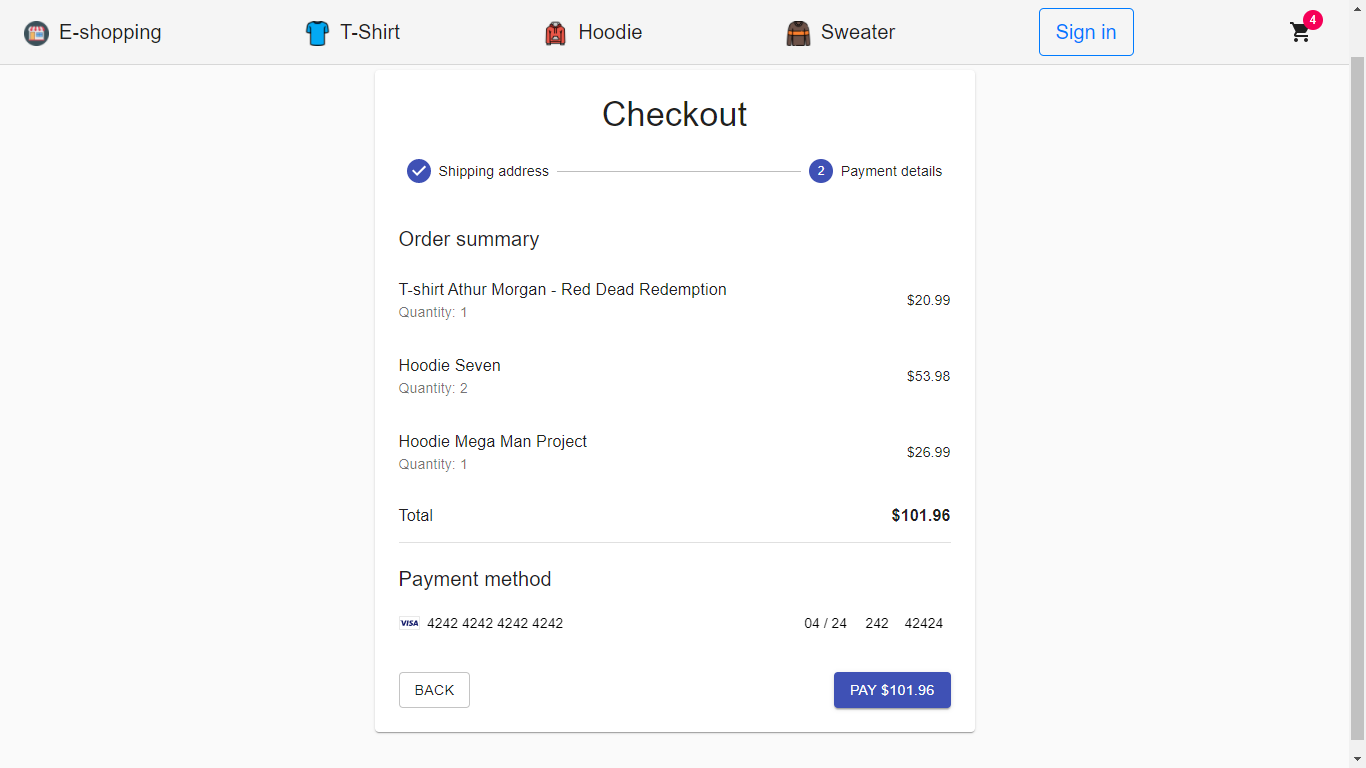 E-shopping T-Shirt Hoodie Sweater Sign in 4
Checkout
Shipping address 2 Payment details
Order summary
T-shirt Athur Morgan - Red Dead Redemption
$20.99
Quantity: 1
Hoodie Seven
$53.98
Quantity: 2
Hoodie Mega Man Project
$26.99
Quantity: 1
Total $101.96
Payment method
VISA 4242 4242 4242 4242 04 / 24 242 42424
BACK PAY $101.96